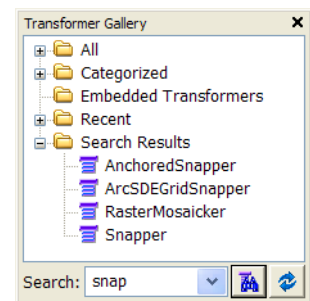 Transformer Gallery
All
Categorized
Embedded Transformers
Recent
Search Results
AnchoredSnapper
ArcSDEGridSnapper
RasterMosaicker
Snapper
Search: snap